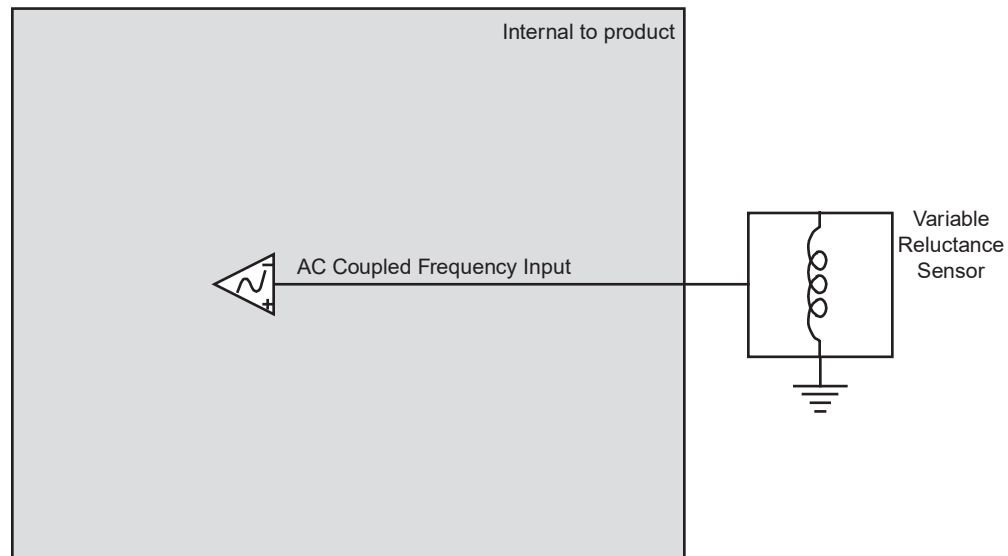 Internal to product
Variable
Reluctance
Sensor
AC Coupled Frequency Input
−
+